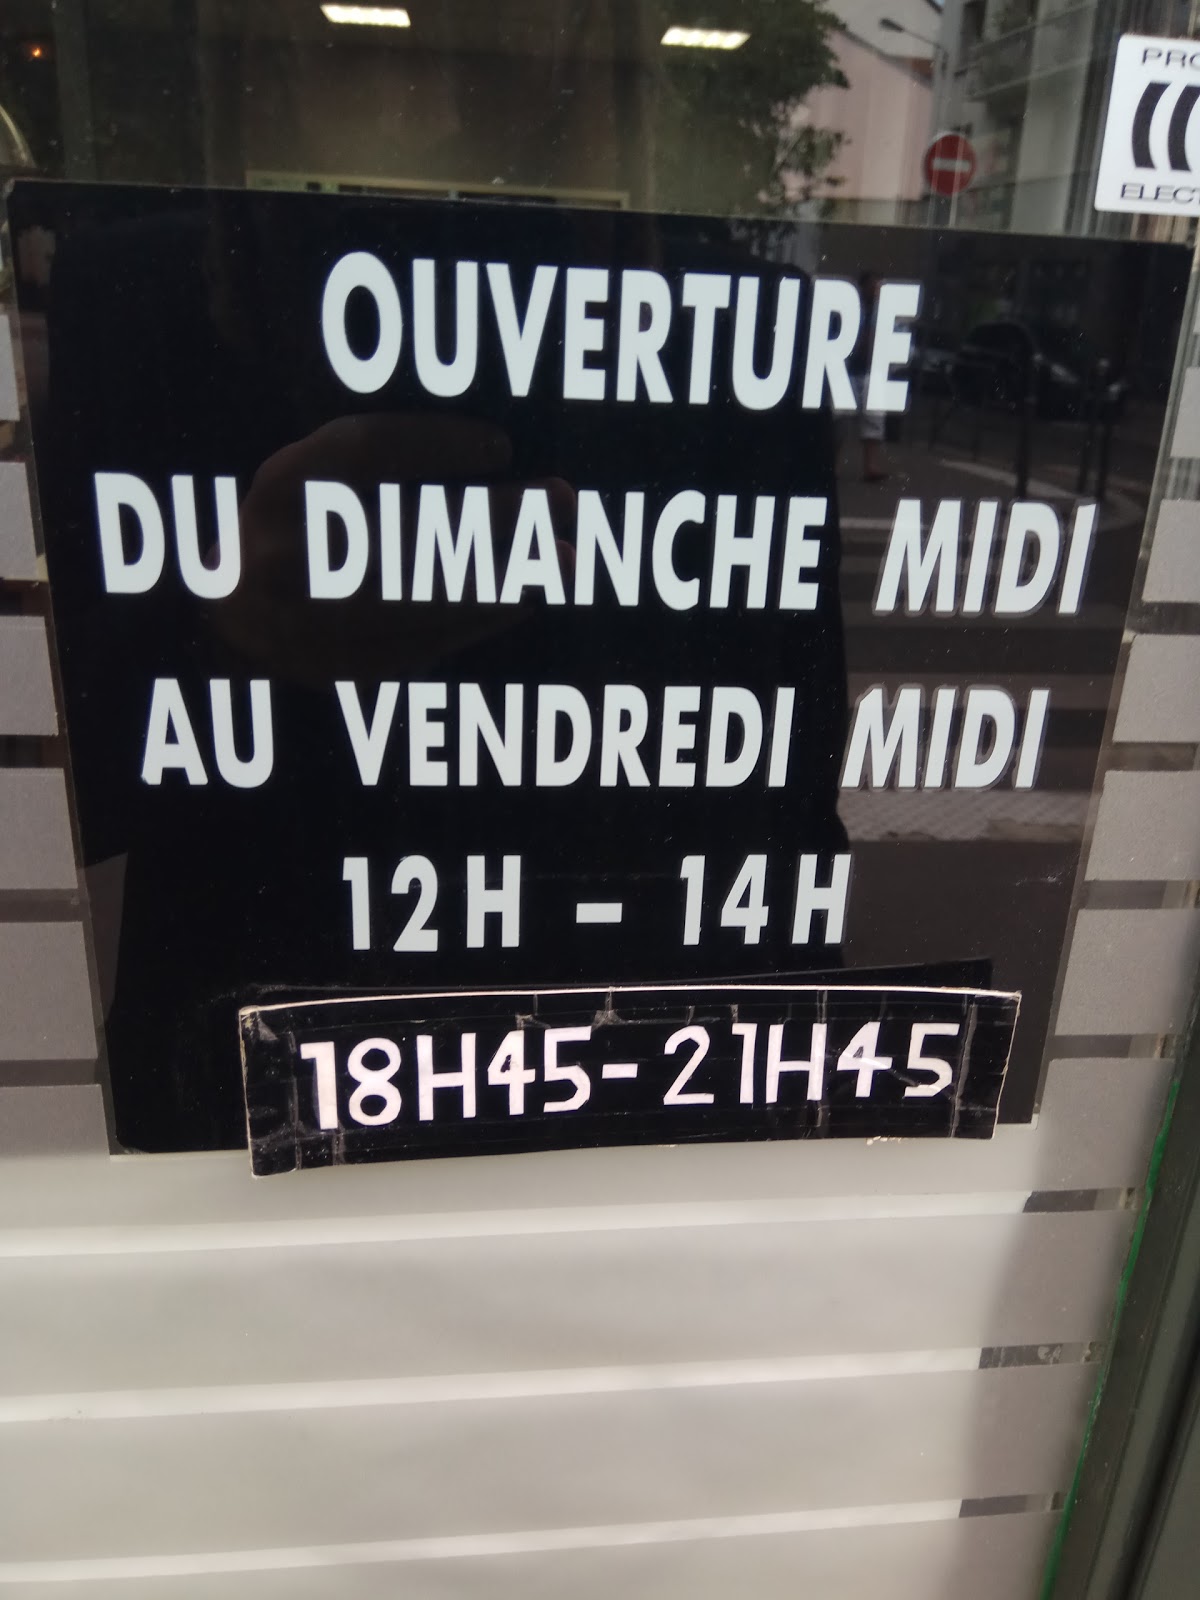 OUVERTURE
DU DIMANCHE MIDI
AU VENDREDI MIDI
12H – 14H
18H45-21H45